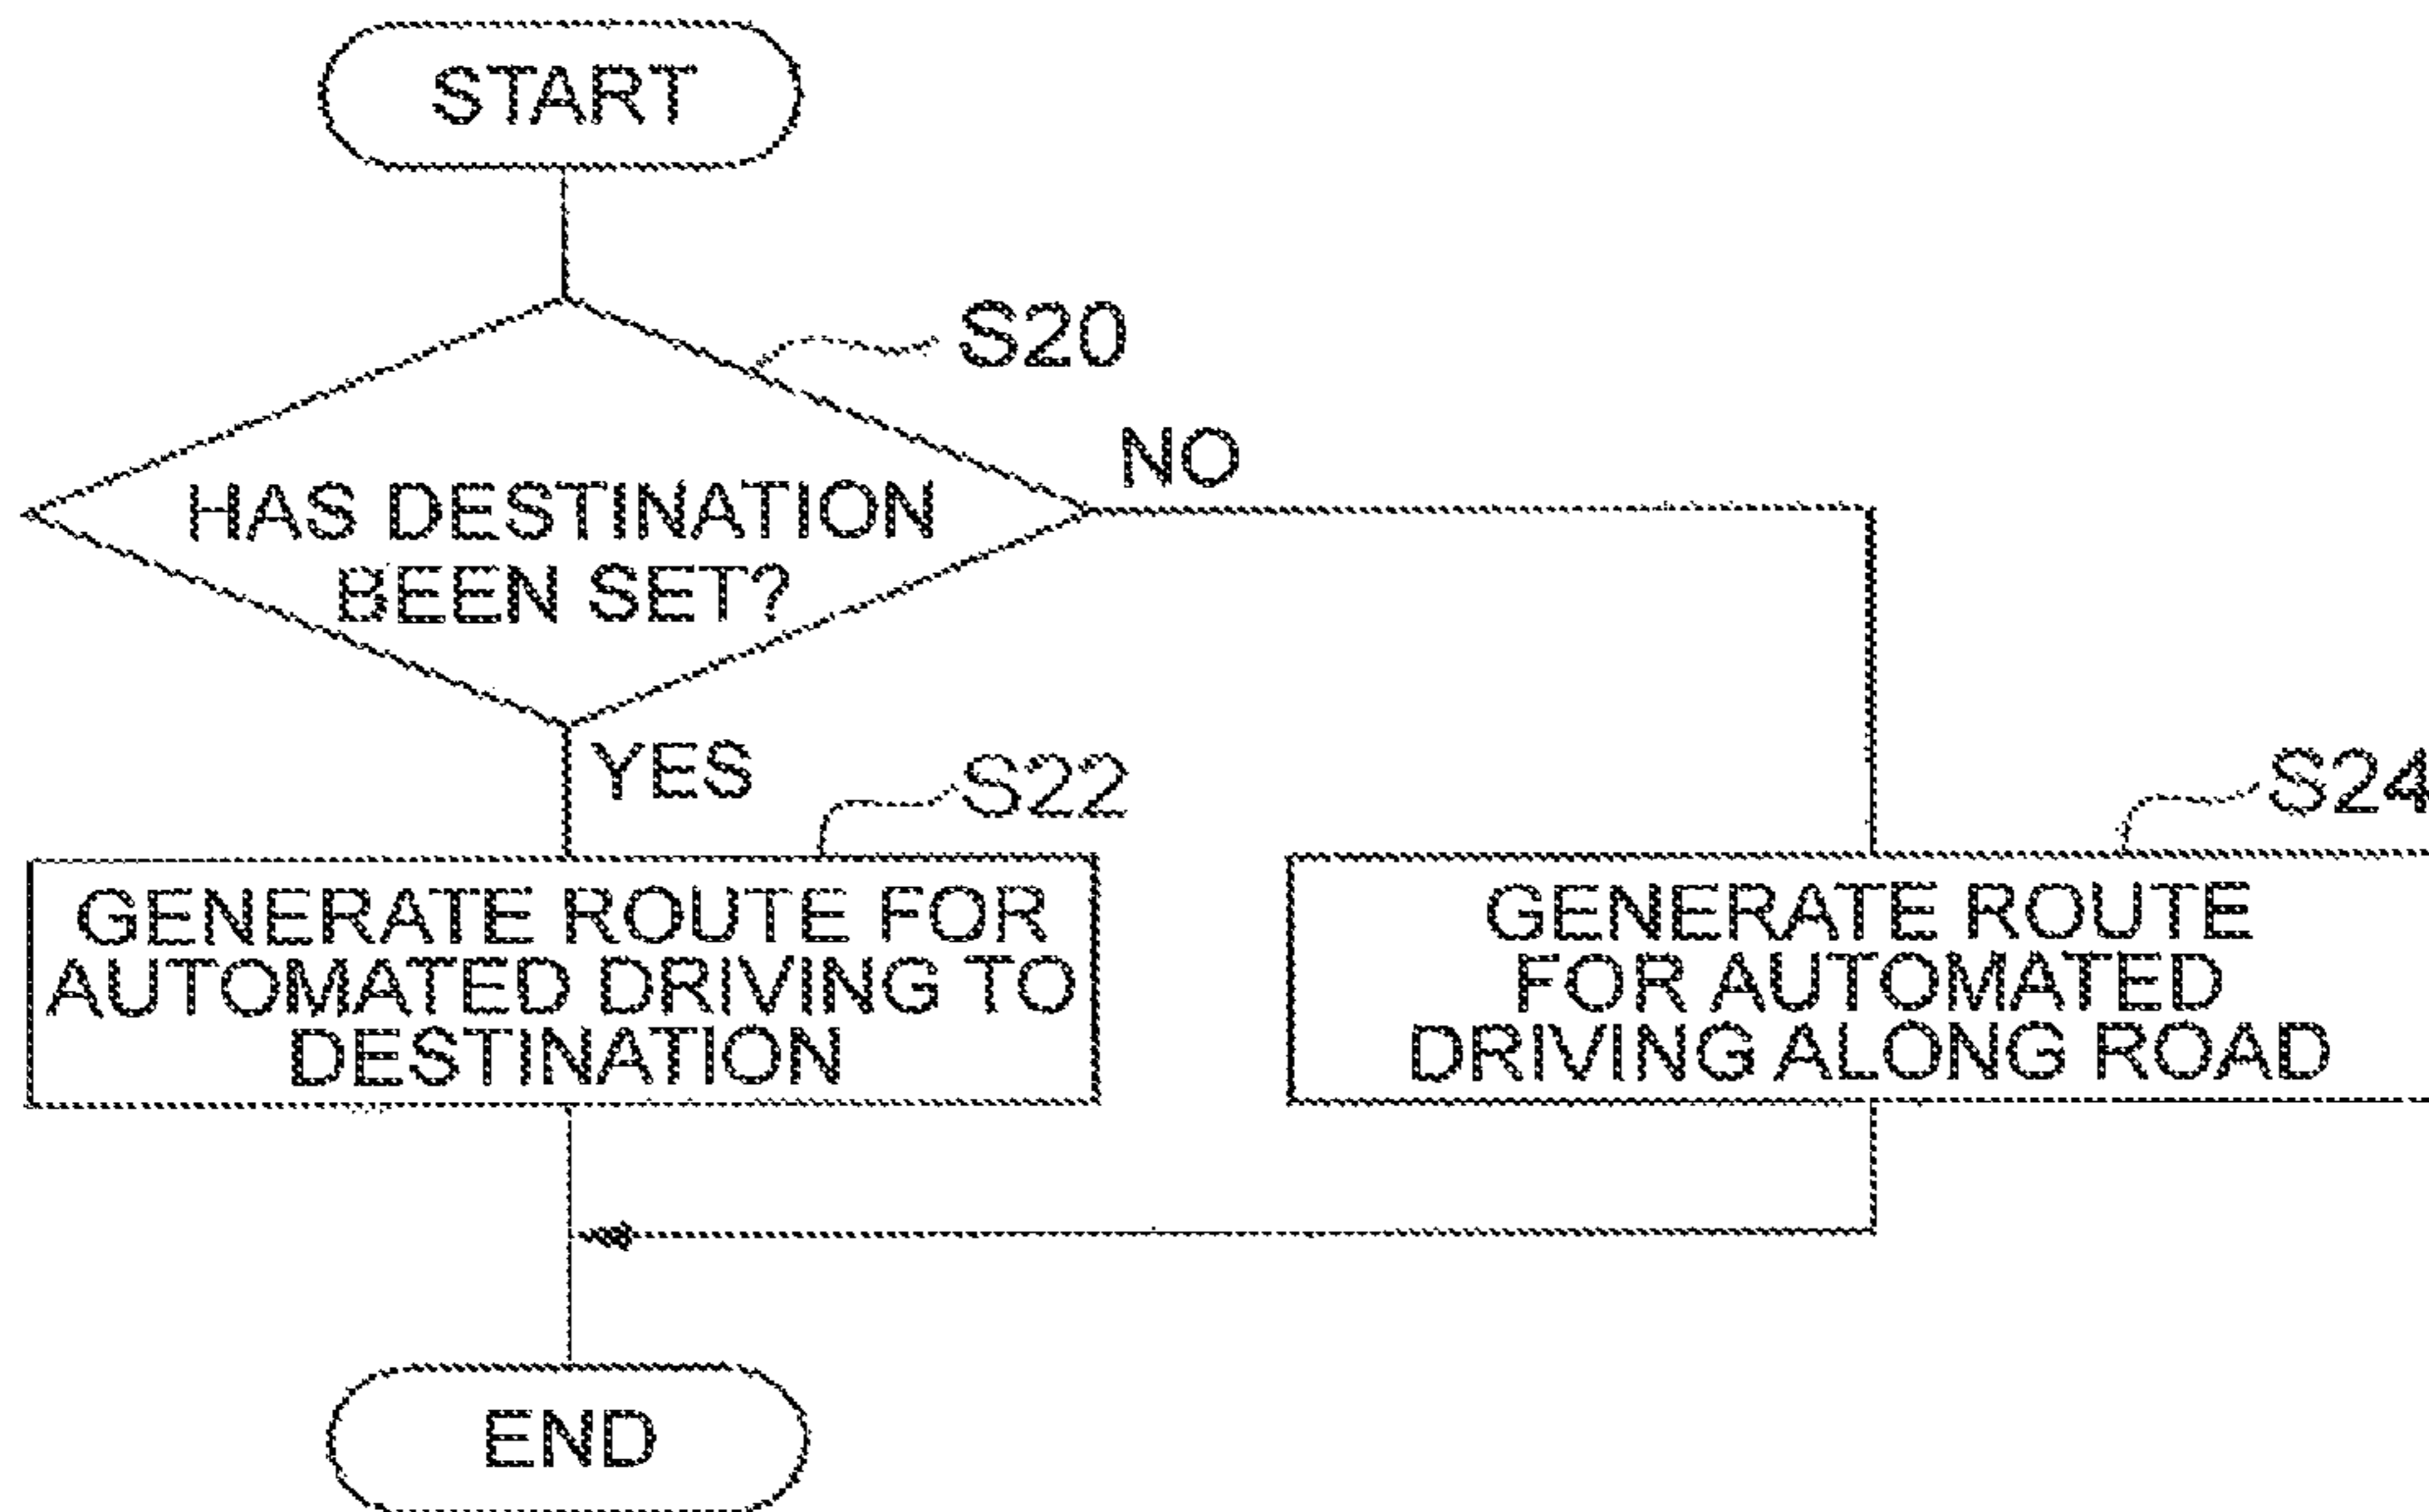 START
S20
NO
HAS DESTINATION
BEEN SET?
YES
S22
S24
GENERATE ROUTE FOR
AUTOMATED DRIVING TO
DESTINATION
GENERATE ROUTE
FOR AUTOMATED
DRIVING ALONG ROAD
END